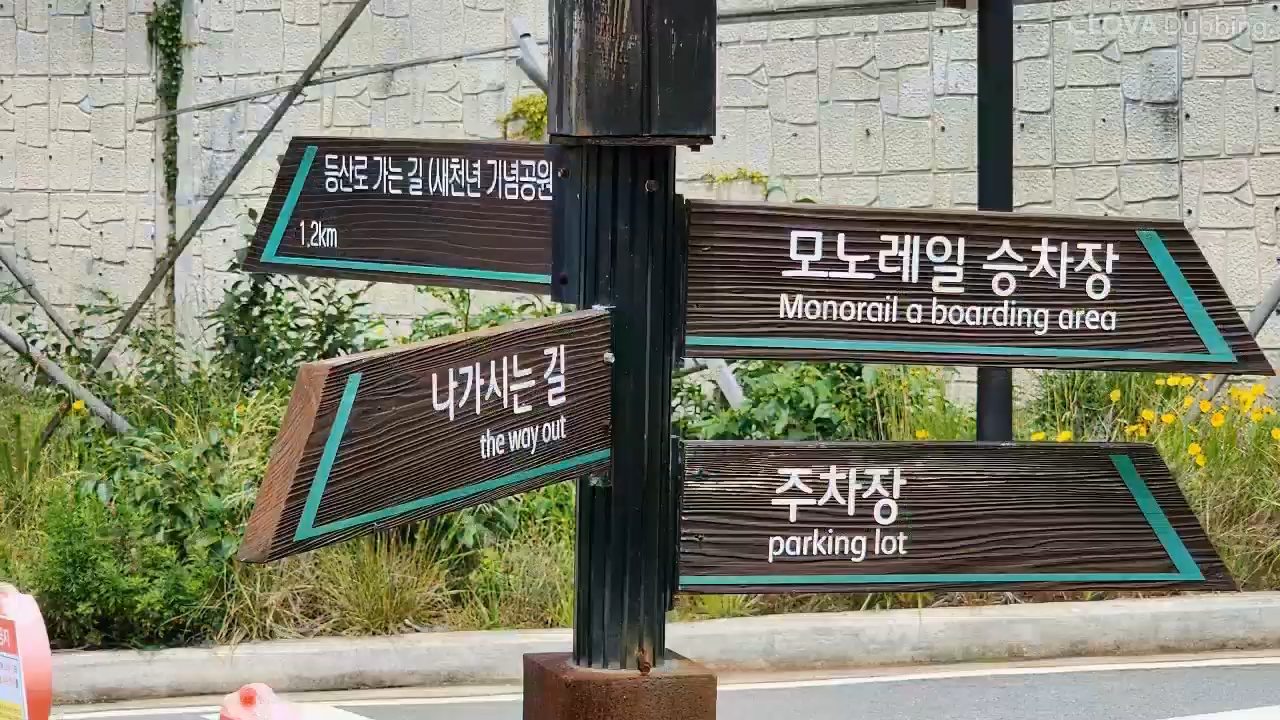 CLOVA Dubbing
등산로 가는 길 (새천년 기념공원
1.2km
모노레일 승차장
Monorail a boarding area
나가시는 길
the way out
주차장
parking lot